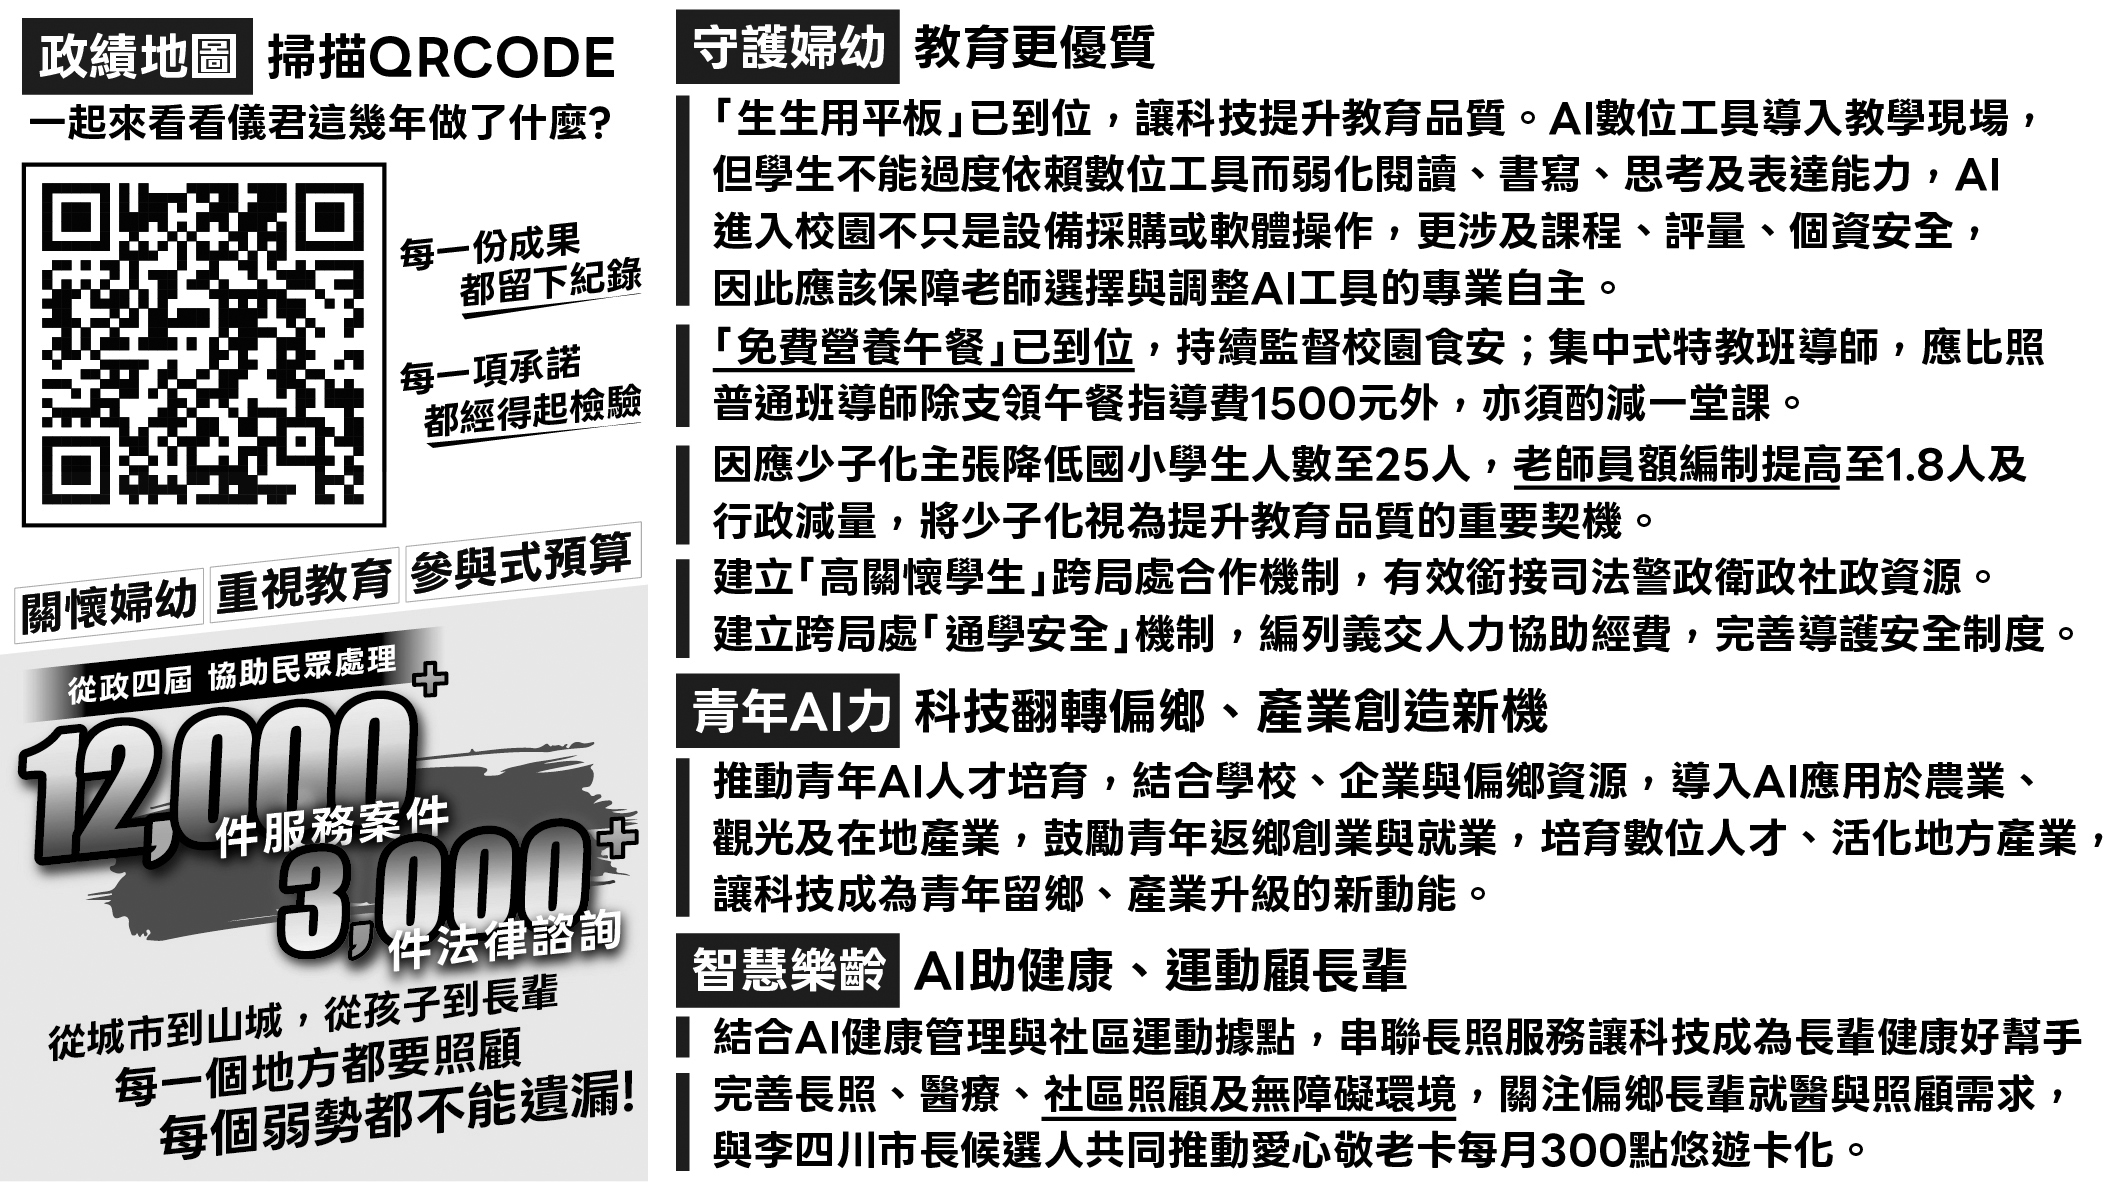 政績地圖 掃描QRCODE
一起來看看儀君這幾年做了什麼?
每一份成果
都留下紀錄
每一項承諾
都經得起檢驗
關懷婦幼 重視教育 參與式預算
從政四屆 協助民眾處理
12,000+
件服務案件
3,000+
件法律諮詢
從城市到山城，從孩子到長輩
每一個地方都要照顧
每個弱勢都不能遺漏!
守護婦幼 教育更優質
「生生用平板」已到位，讓科技提升教育品質。AI數位工具導入教學現場，
但學生不能過度依賴數位工具而弱化閱讀、書寫、思考及表達能力，AI
進入校園不只是設備採購或軟體操作，更涉及課程、評量、個資安全，
因此應該保障老師選擇與調整AI工具的專業自主。
「免費營養午餐」已到位，持續監督校園食安；集中式特教班導師，應比照
普通班導師除支領午餐指導費1500元外，亦須酌減一堂課。
因應少子化主張降低國小學生人數至25人，老師員額編制提高至1.8人及
行政減量，將少子化視為提升教育品質的重要契機。
建立「高關懷學生」跨局處合作機制，有效銜接司法警政衛政社政資源。
建立跨局處「通學安全」機制，編列義交人力協助經費，完善導護安全制度。
青年AI力 科技翻轉偏鄉、產業創造新機
推動青年AI人才培育，結合學校、企業與偏鄉資源，導入AI應用於農業、
觀光及在地產業，鼓勵青年返鄉創業與就業，培育數位人才、活化地方產業，
讓科技成為青年留鄉、產業升級的新動能。
智慧樂齡 AI助健康、運動顧長輩
結合AI健康管理與社區運動據點，串聯長照服務讓科技成為長輩健康好幫手
完善長照、醫療、社區照顧及無障礙環境，關注偏鄉長輩就醫與照顧需求，
與李四川市長候選人共同推動愛心敬老卡每月300點悠遊卡化。